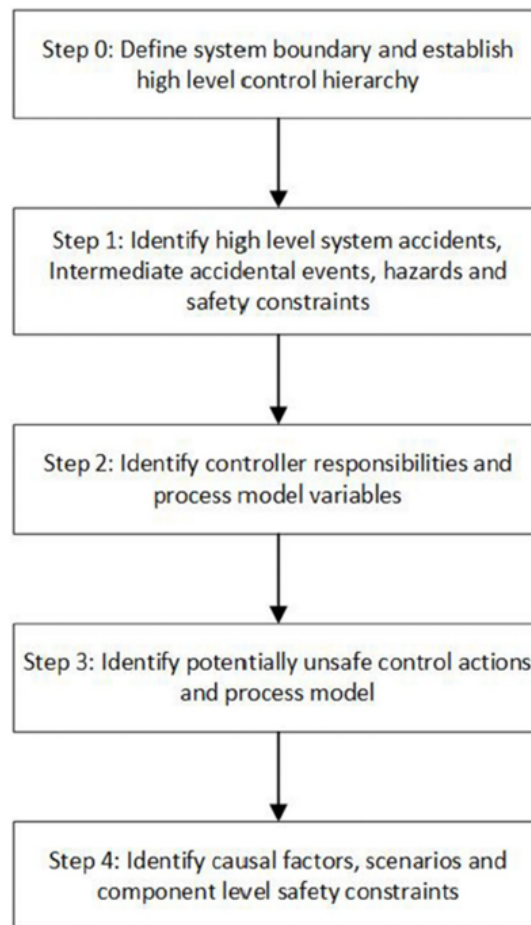 Step 0: Define system boundary and establish
high level control hierarchy
Step 1: Identify high level system accidents,
Intermediate accidental events, hazards and
safety constraints
Step 2: Identify controller responsibilities and
process model variables
Step 3: Identify potentially unsafe control actions
and process model
Step 4: Identify causal factors, scenarios and
component level safety constraints